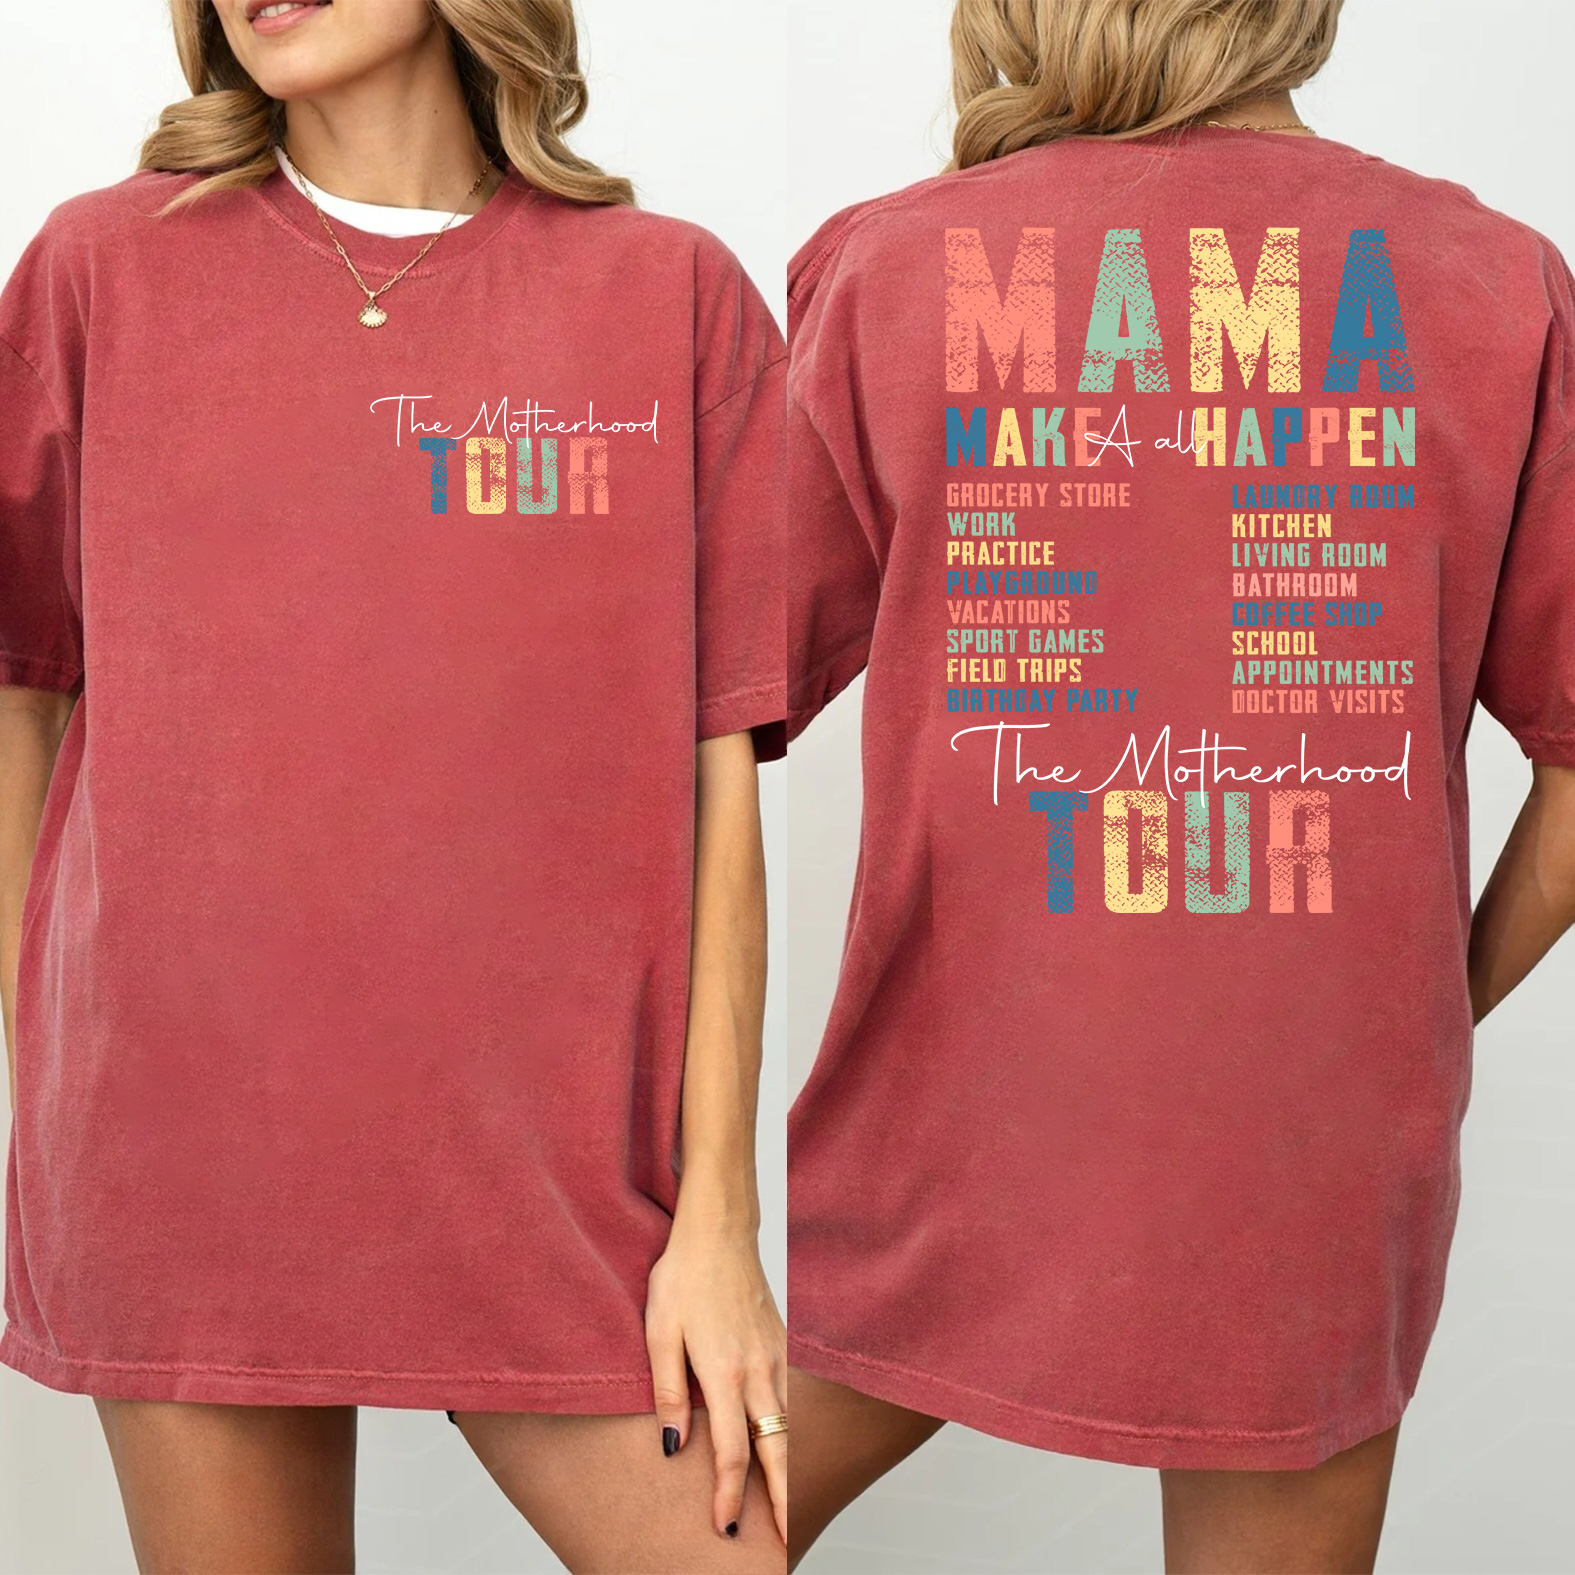 The Motherhood
TOUR
MAMA
MAKE A all HAPPEN
GROCERY STORE
WORK
PRACTICE
PLAYGROUND
VACATIONS
SPORT GAMES
FIELD TRIPS
BIRTHDAY PARTY
LAUNDRY ROOM
KITCHEN
LIVING ROOM
BATHROOM
COFFEE SHOP
SCHOOL
APPOINTMENTS
DOCTOR VISITS
The Motherhood
TOUR